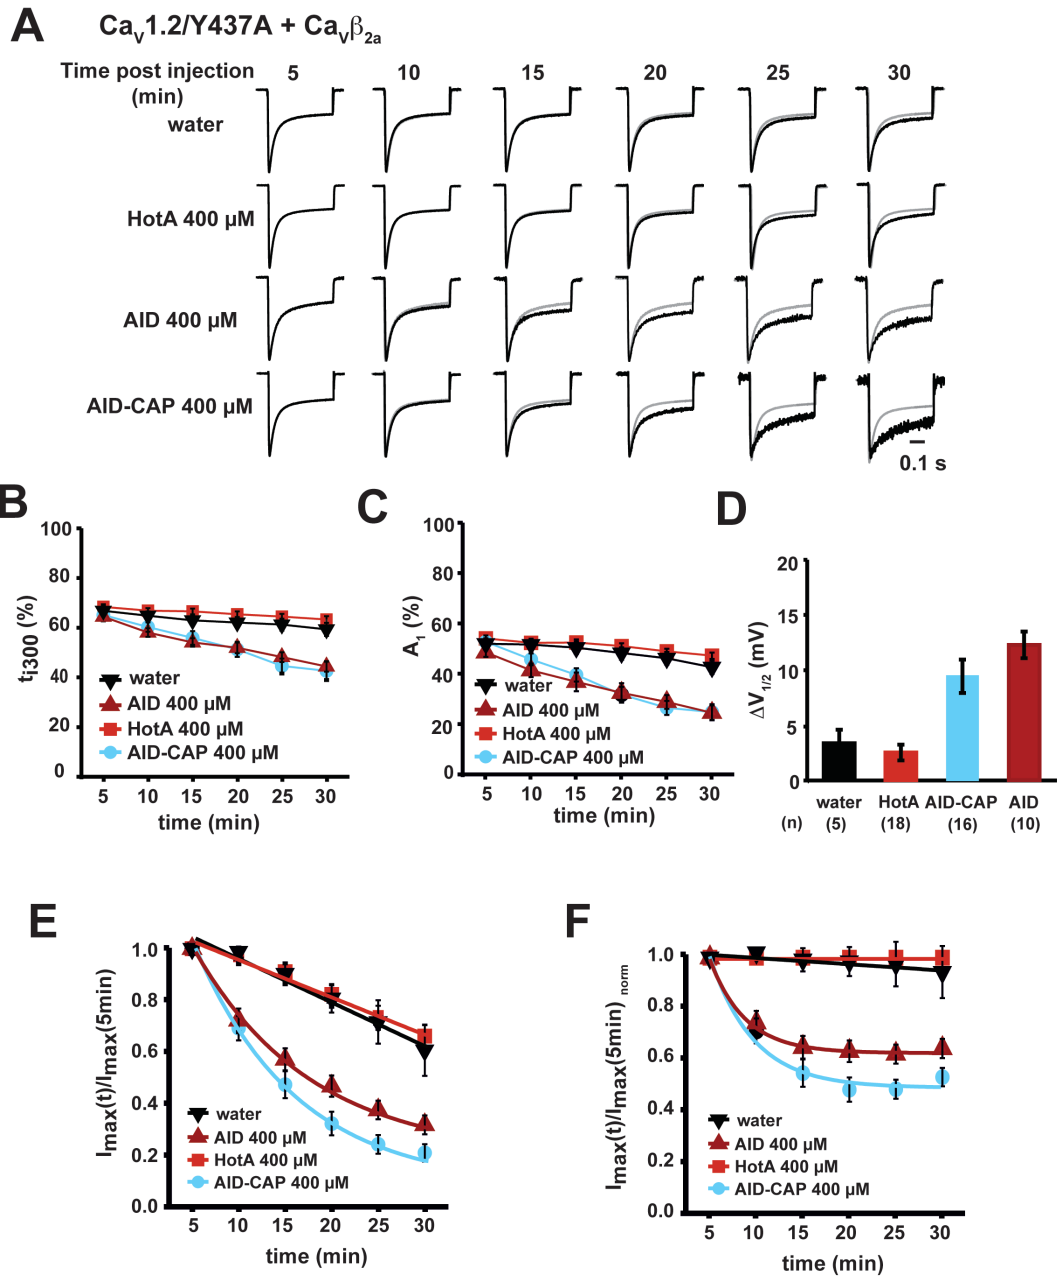 A
CaV1.2/Y437A + CaVβ2a
Time post injection (min)
5 10 15 20 25 30
water
HotA 400 µM
AID 400 µM
AID-CAP 400 µM
0.1 s
B
ti300 (%)
100
80
60
40
20
0
water
AID 400 µM
HotA 400 µM
AID-CAP 400 µM
5 10 15 20 25 30
time (min)
C
A1 (%)
100
80
60
40
20
0
water
AID 400 µM
HotA 400 µM
AID-CAP 400 µM
5 10 15 20 25 30
time (min)
D
ΔV1/2 (mV)
20
15
10
5
0
water HotA AID-CAP AID
(n) (5) (18) (16) (10)
E
Imax(t)/Imax(5min)
1.0
0.8
0.6
0.4
0.2
0.0
water
AID 400 µM
HotA 400 µM
AID-CAP 400 µM
5 10 15 20 25 30
time (min)
F
Imax(t)/Imax(5min) norm
1.0
0.8
0.6
0.4
0.2
0.0
water
AID 400 µM
HotA 400 µM
AID-CAP 400 µM
5 10 15 20 25 30
time (min)